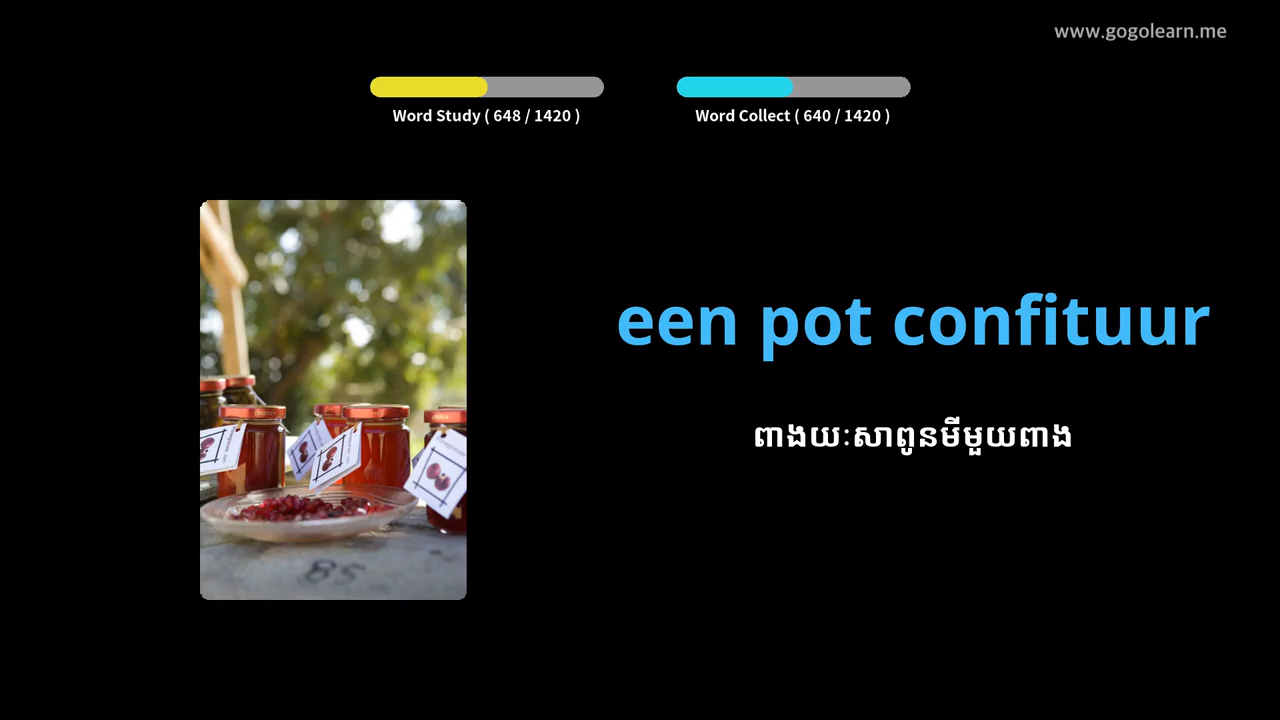 www.gogolearn.me
Word Study ( 648 / 1420 )
Word Collect ( 640 / 1420 )
een pot confituur
ពាងយៈសាពូនមីមួយពាង
85